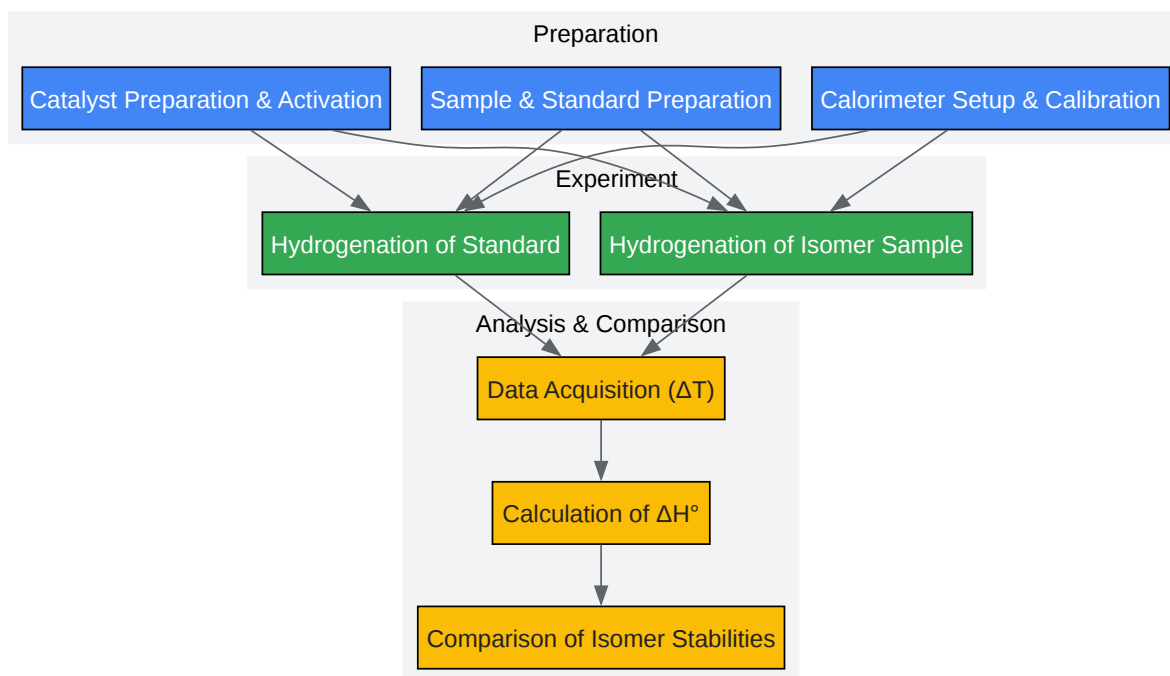 Preparation
Catalyst Preparation & Activation
Sample & Standard Preparation
Calorimeter Setup & Calibration
Experiment
Hydrogenation of Standard
Hydrogenation of Isomer Sample
Analysis & Comparison
Data Acquisition (ΔT)
Calculation of ΔH°
Comparison of Isomer Stabilities